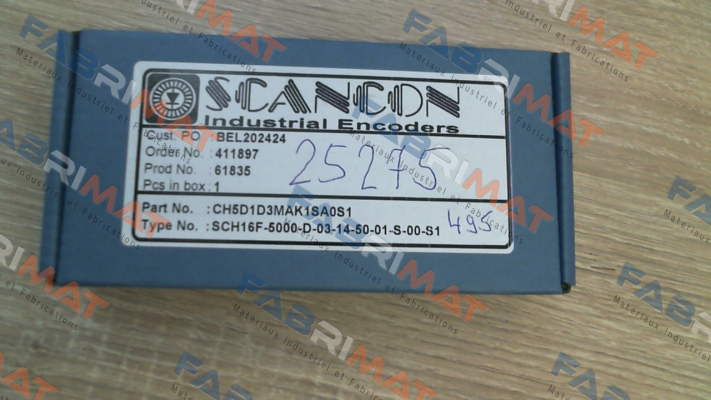 SCANCON
Industrial Encoders
Cust. PO : BEL202424
Order No. : 411897
Prod No. : 61835
Pcs in box : 1
25275
Part No. : CH5D1D3MAK1SA0S1
Type No. : SCH16F-5000-D-03-14-50-01-S-00-S1
495
FABRIMAT
Materiaux Industriel et Fabrications